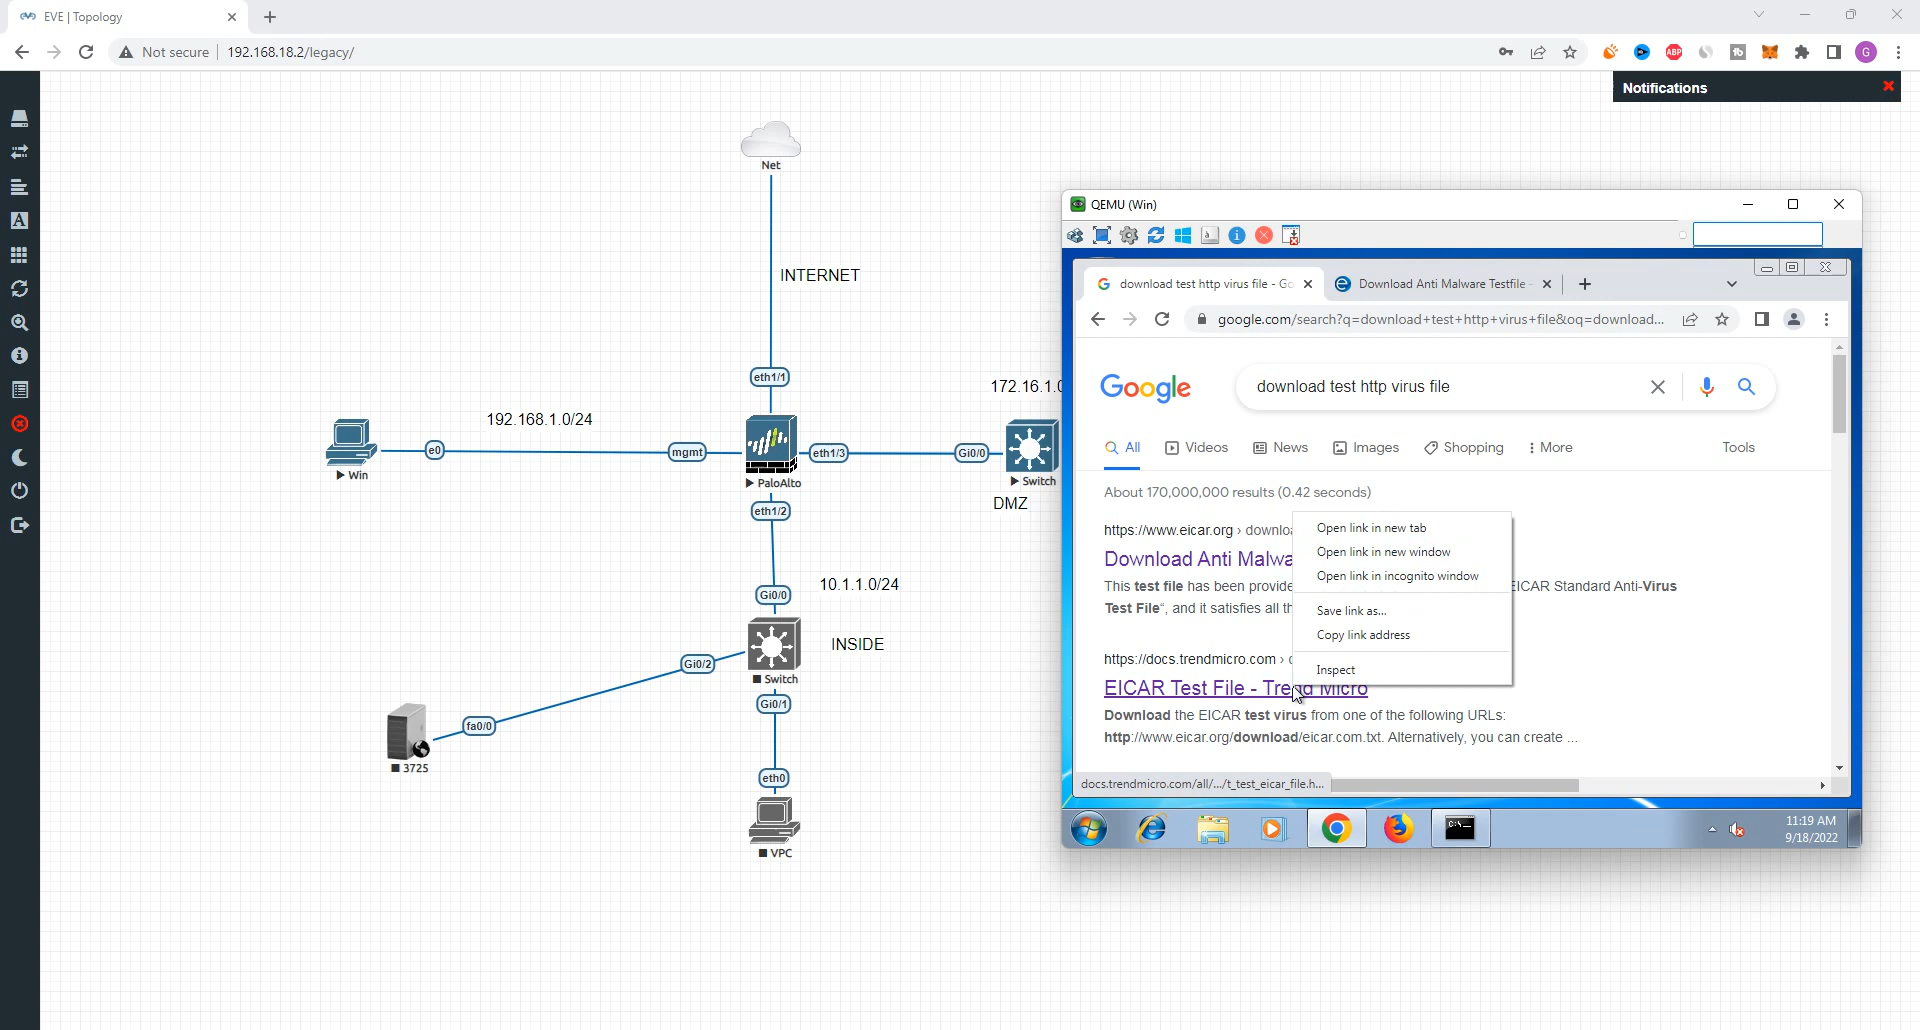 EVE | Topology
Not secure
192.168.18.2/legacy/
ABP
G
Notifications
Net
INTERNET
eth1/1
192.168.1.0/24
172.16.1.0
e0
mgmt
eth1/3
Gi0/0
Win
PaloAlto
Switch
DMZ
eth1/2
10.1.1.0/24
Gi0/0
INSIDE
Gi0/2
Switch
Gi0/1
fa0/0
3725
eth0
VPC
QEMU (Win)
download test http virus file - Go
Download Anti Malware Testfile -
google.com/search?q=download+test+http+virus+file&oq=download...
Google
download test http virus file
All
Videos
News
Images
Shopping
More
Tools
About 170,000,000 results (0.42 seconds)
https://www.eicar.org › downlo
Download Anti Malwa
This test file has been provide
EICAR Standard Anti-Virus
Test File“, and it satisfies all th
Open link in new tab
Open link in new window
Open link in incognito window
Save link as...
Copy link address
Inspect
https://docs.trendmicro.com ›
EICAR Test File - Trend Micro
Download the EICAR test virus from one of the following URLs:
http://www.eicar.org/download/eicar.com.txt. Alternatively, you can create ...
docs.trendmicro.com/all/.../t_test_eicar_file.h...
C:\
11:19 AM
9/18/2022